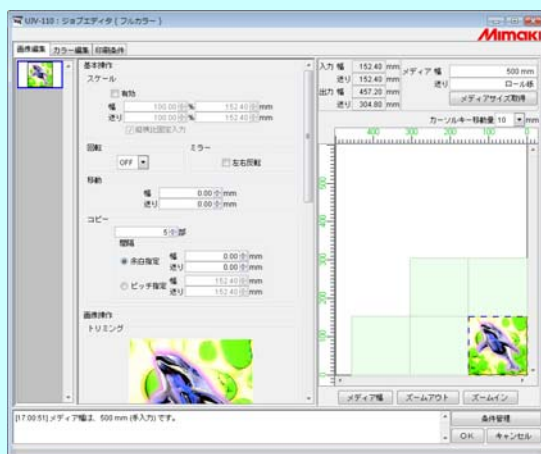 UJV-110 : ジョブエディタ { フルカラー }
Mimaki
画像編集 カラー編集 印刷条件
基本操作
スケール
有効
幅 100.00 % 152.40 mm
送り 100.00 % 152.40 mm
縦横比固定入力
回転 ミラー
OFF 左右反転
移動
幅 0.00 mm
送り 0.00 mm
コピー
5 部
間隔
余白指定 幅 0.00 mm
送り 0.00 mm
ピッチ指定 幅 152.40 mm
送り 152.40 mm
画像操作
トリミング
入力 幅 152.40 mm
送り 152.40 mm
出力 幅 457.20 mm
送り 304.80 mm
メディア 幅 500 mm
送り ロール紙
メディアサイズ取得
カーソルキー移動量 10 mm
400 300 200 100 0
500
400
300
200
100
0
メディア幅 ズームアウト ズームイン
[17:00:51] メディア幅は、500 mm (手入力) です。
条件管理
OK キャンセル